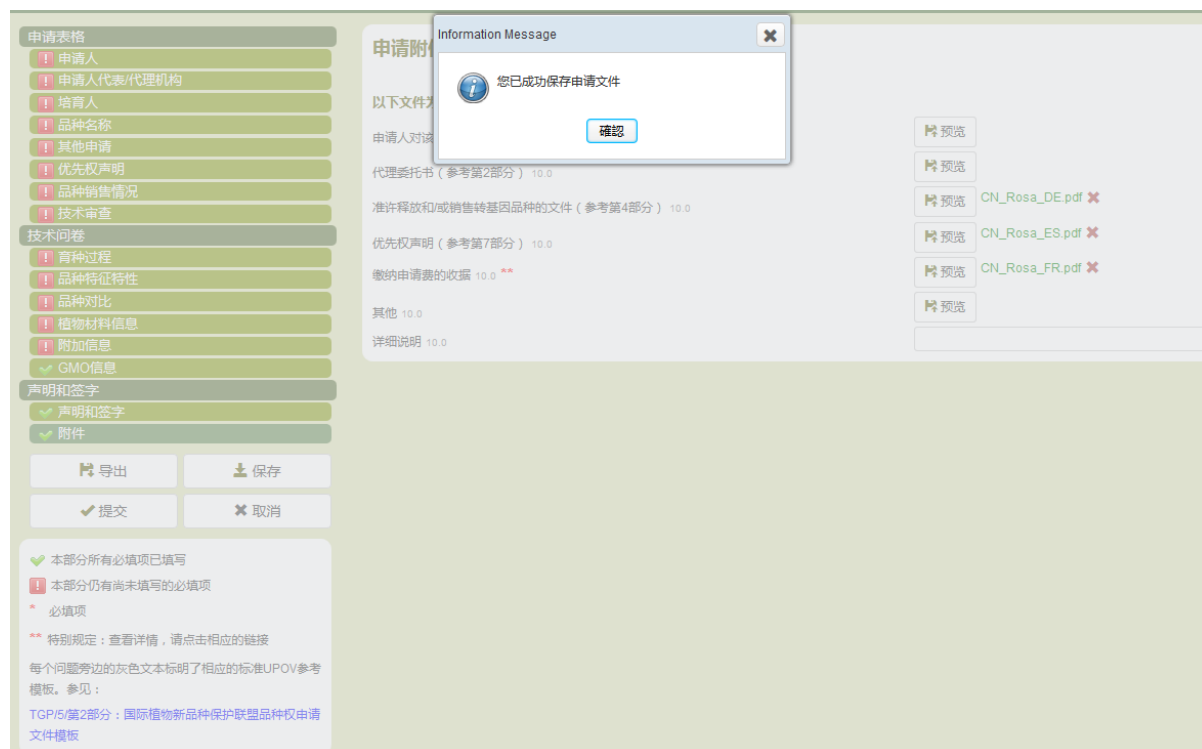 申请表格
申请人
申请人代表/代理机构
培育人
品种名称
其他申请
优先权声明
品种销售情况
技术审查
技术问卷
育种过程
品种特征特性
品种对比
植物材料信息
附加信息
GMO信息
声明和签字
声明和签字
附件
导出
保存
提交
取消
本部分所有必填项已填写
本部分仍有尚未填写的必填项
* 必填项
** 特别规定：查看详情，请点击相应的链接
每个问题旁边的灰色文本标明了相应的标准UPOV参考
模板。参见：
TGP/5/第2部分：国际植物新品种保护联盟品种权申请
文件模板
Information Message
您已成功保存申请文件
確認
申请附
以下文件
申请人对该
预览
代理委托书（参考第2部分） 10.0
预览
准许释放和/或销售转基因品种的文件（参考第4部分） 10.0
预览 CN_Rosa_DE.pdf
优先权声明（参考第7部分） 10.0
预览 CN_Rosa_ES.pdf
缴纳申请费的收据 10.0 **
预览 CN_Rosa_FR.pdf
其他 10.0
预览
详细说明 10.0